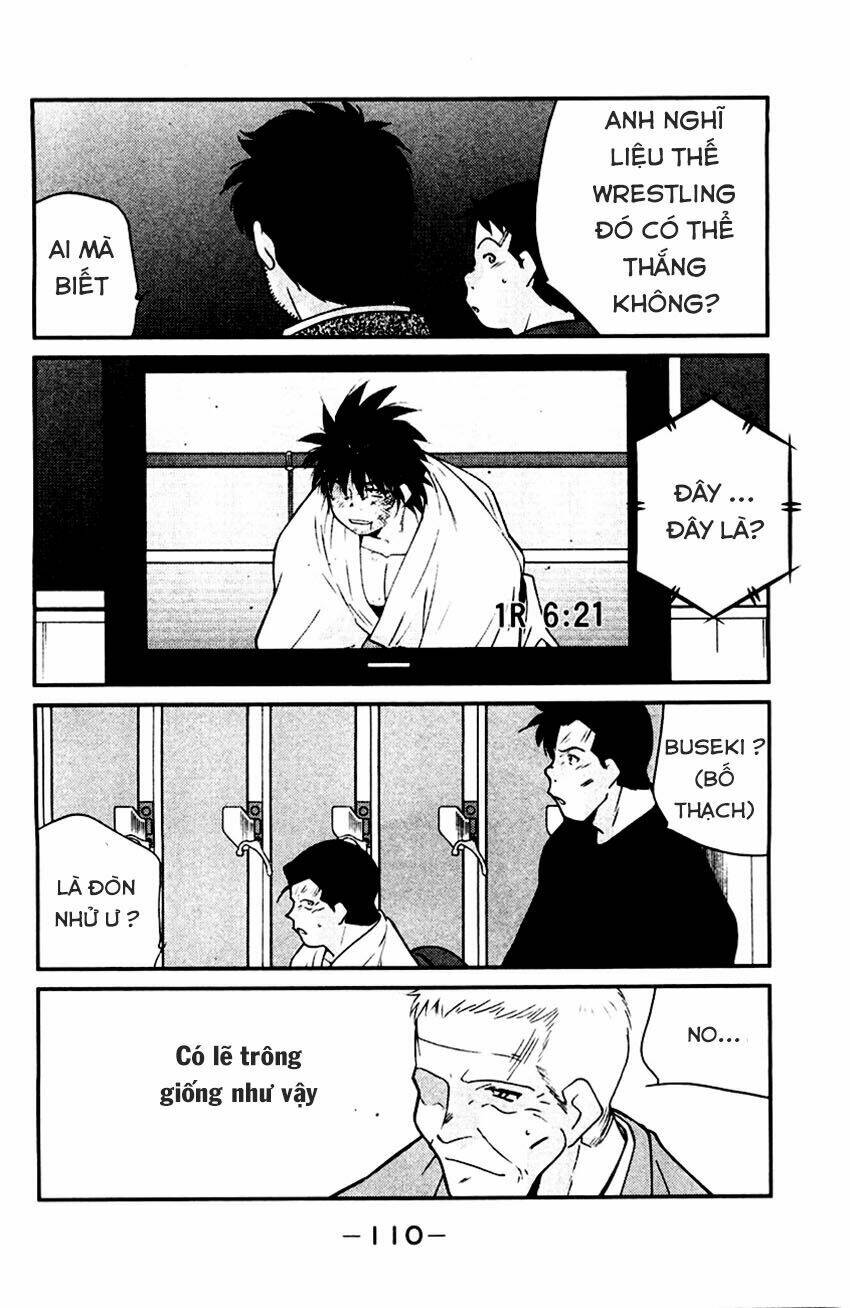 ANH NGHĨ
LIỆU THẾ
WRESTLING
ĐÓ CÓ THỂ
THẮNG
KHÔNG?
AI MÀ
BIẾT
ĐÂY ...
ĐÂY LÀ?
1R 6:21
BUSEKI ?
(BỐ
THẠCH)
LÀ ĐÒN
NHỬ Ư ?
NO...
Có lẽ trông
giống như vậy
-110-